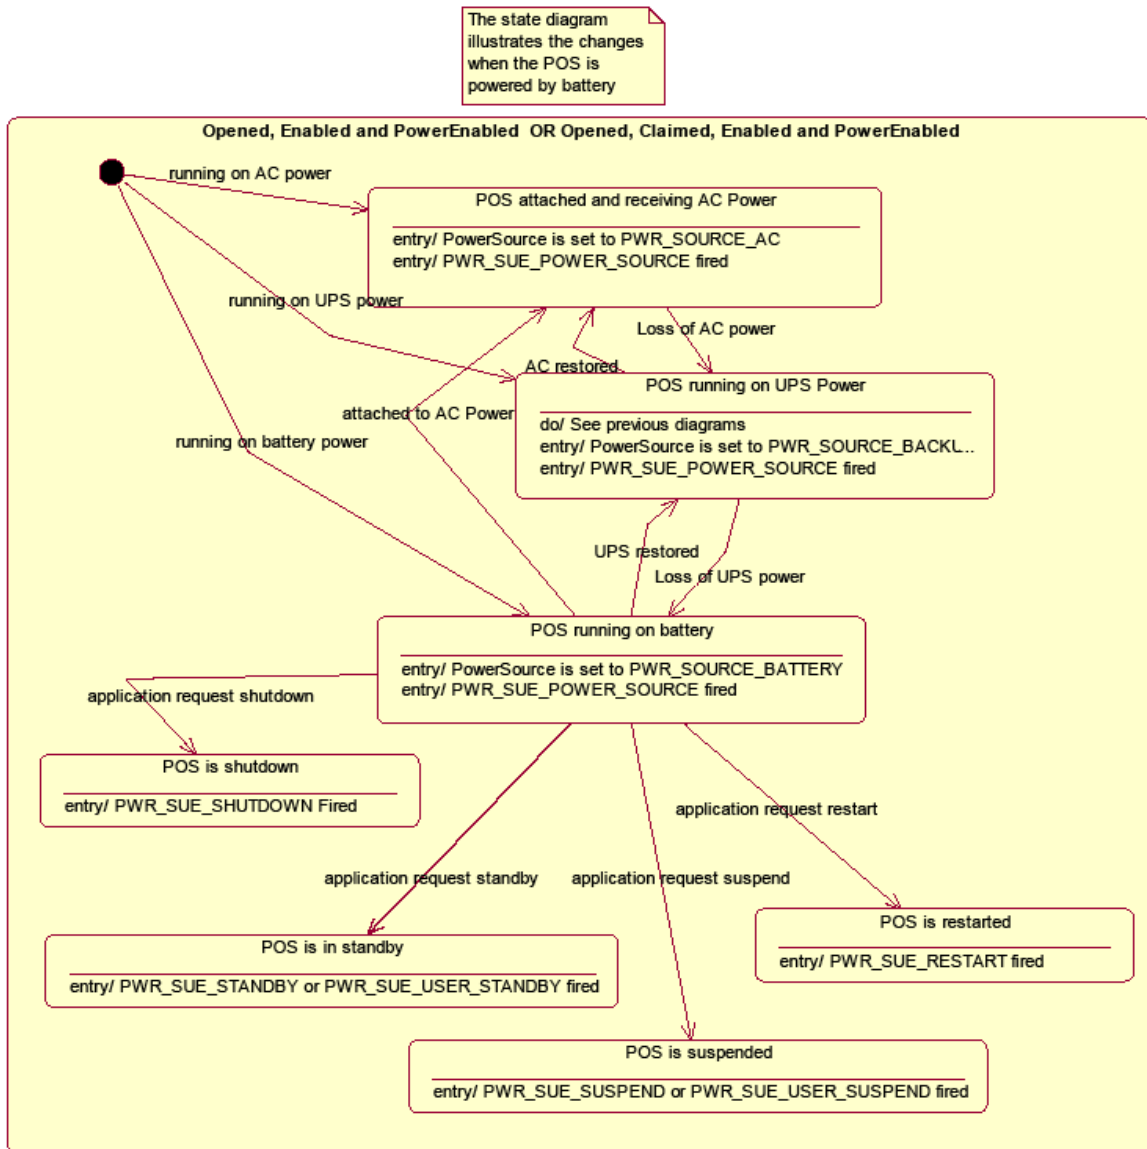 The state diagram
illustrates the changes
when the POS is
powered by battery
Opened, Enabled and PowerEnabled OR Opened, Claimed, Enabled and PowerEnabled
running on AC power
POS attached and receiving AC Power
entry/ PowerSource is set to PWR_SOURCE_AC
entry/ PWR_SUE_POWER_SOURCE fired
running on UPS power
Loss of AC power
AC restored
POS running on UPS Power
attached to AC Power
do/ See previous diagrams
running on battery power
entry/ PowerSource is set to PWR_SOURCE_BACKU...
entry/ PWR_SUE_POWER_SOURCE fired
UPS restored
Loss of UPS power
POS running on battery
entry/ PowerSource is set to PWR_SOURCE_BATTERY
entry/ PWR_SUE_POWER_SOURCE fired
application request shutdown
POS is shutdown
entry/ PWR_SUE_SHUTDOWN Fired
application request restart
application request standby
application request suspend
POS is restarted
entry/ PWR_SUE_RESTART fired
POS is in standby
entry/ PWR_SUE_STANDBY or PWR_SUE_USER_STANDBY fired
POS is suspended
entry/ PWR_SUE_SUSPEND or PWR_SUE_USER_SUSPEND fired